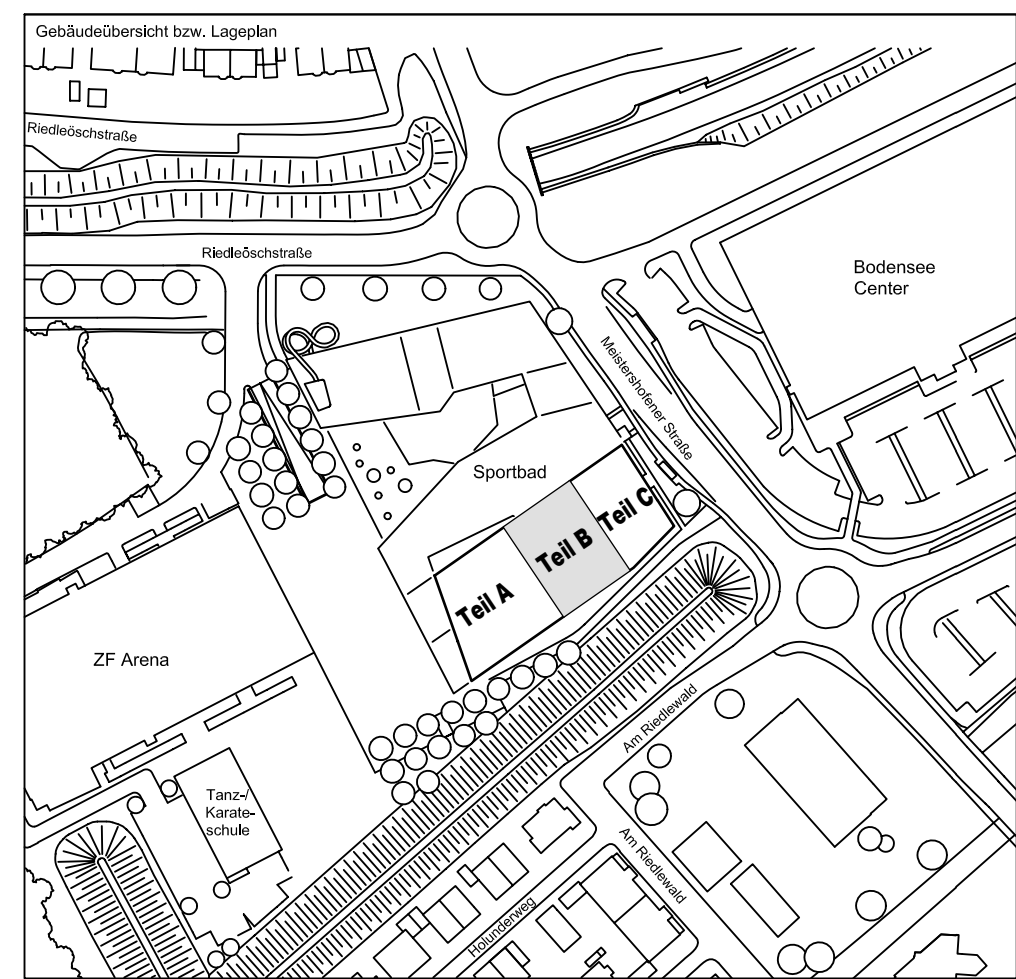 Gebäudeübersicht bzw. Lageplan
Riedleöschstraße
Riedleöschstraße
Bodensee
Center
Meistershofener Straße
Sportbad
Teil C
Teil B
Teil A
ZF Arena
Am Riedlewald
Tanz-/
Karate-
schule
Am Riedlewald
Holunderweg